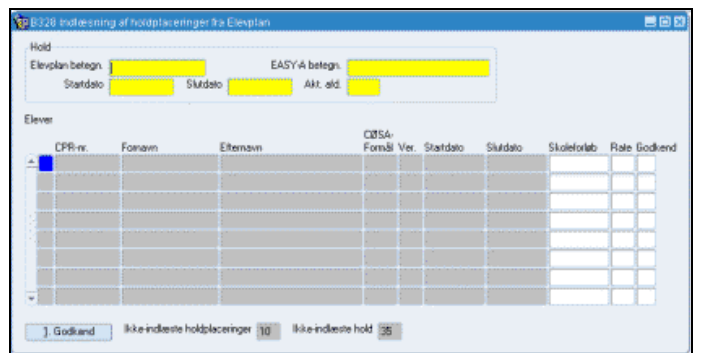 B328 Indlæsning af holdplaceringer fra Elevplan
Hold
Elevplan betegn. EASY-A betegn.
Startdato Slutdato Akt. afd.
Elever
CPR-nr. Fornavn Efternavn CØSA-Formål Ver. Startdato Slutdato Skoleforløb Rate Godkend
]. Godkend Ikke-indlæste holdplaceringer 10 Ikke-indlæste hold 35